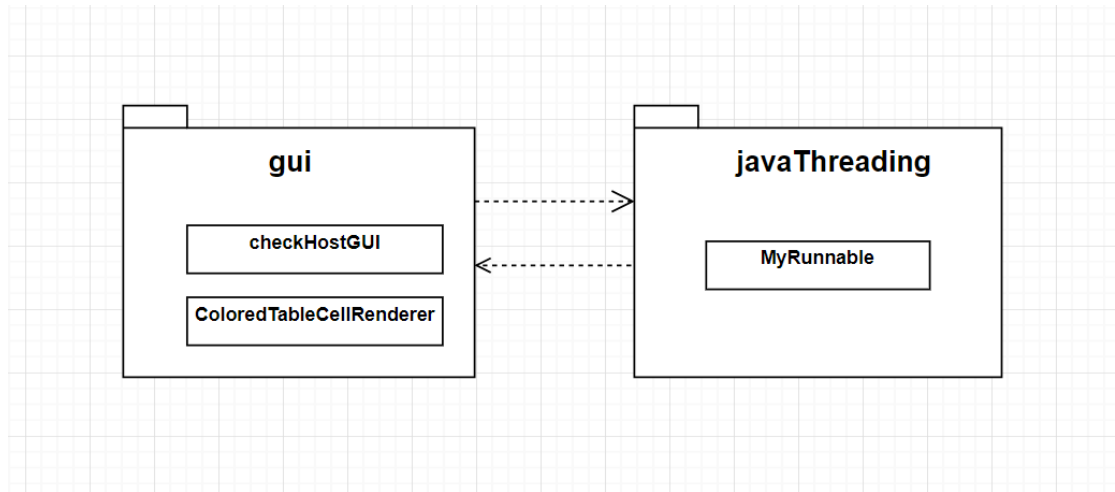 gui
checkHostGUI
ColoredTableCellRenderer
javaThreading
MyRunnable